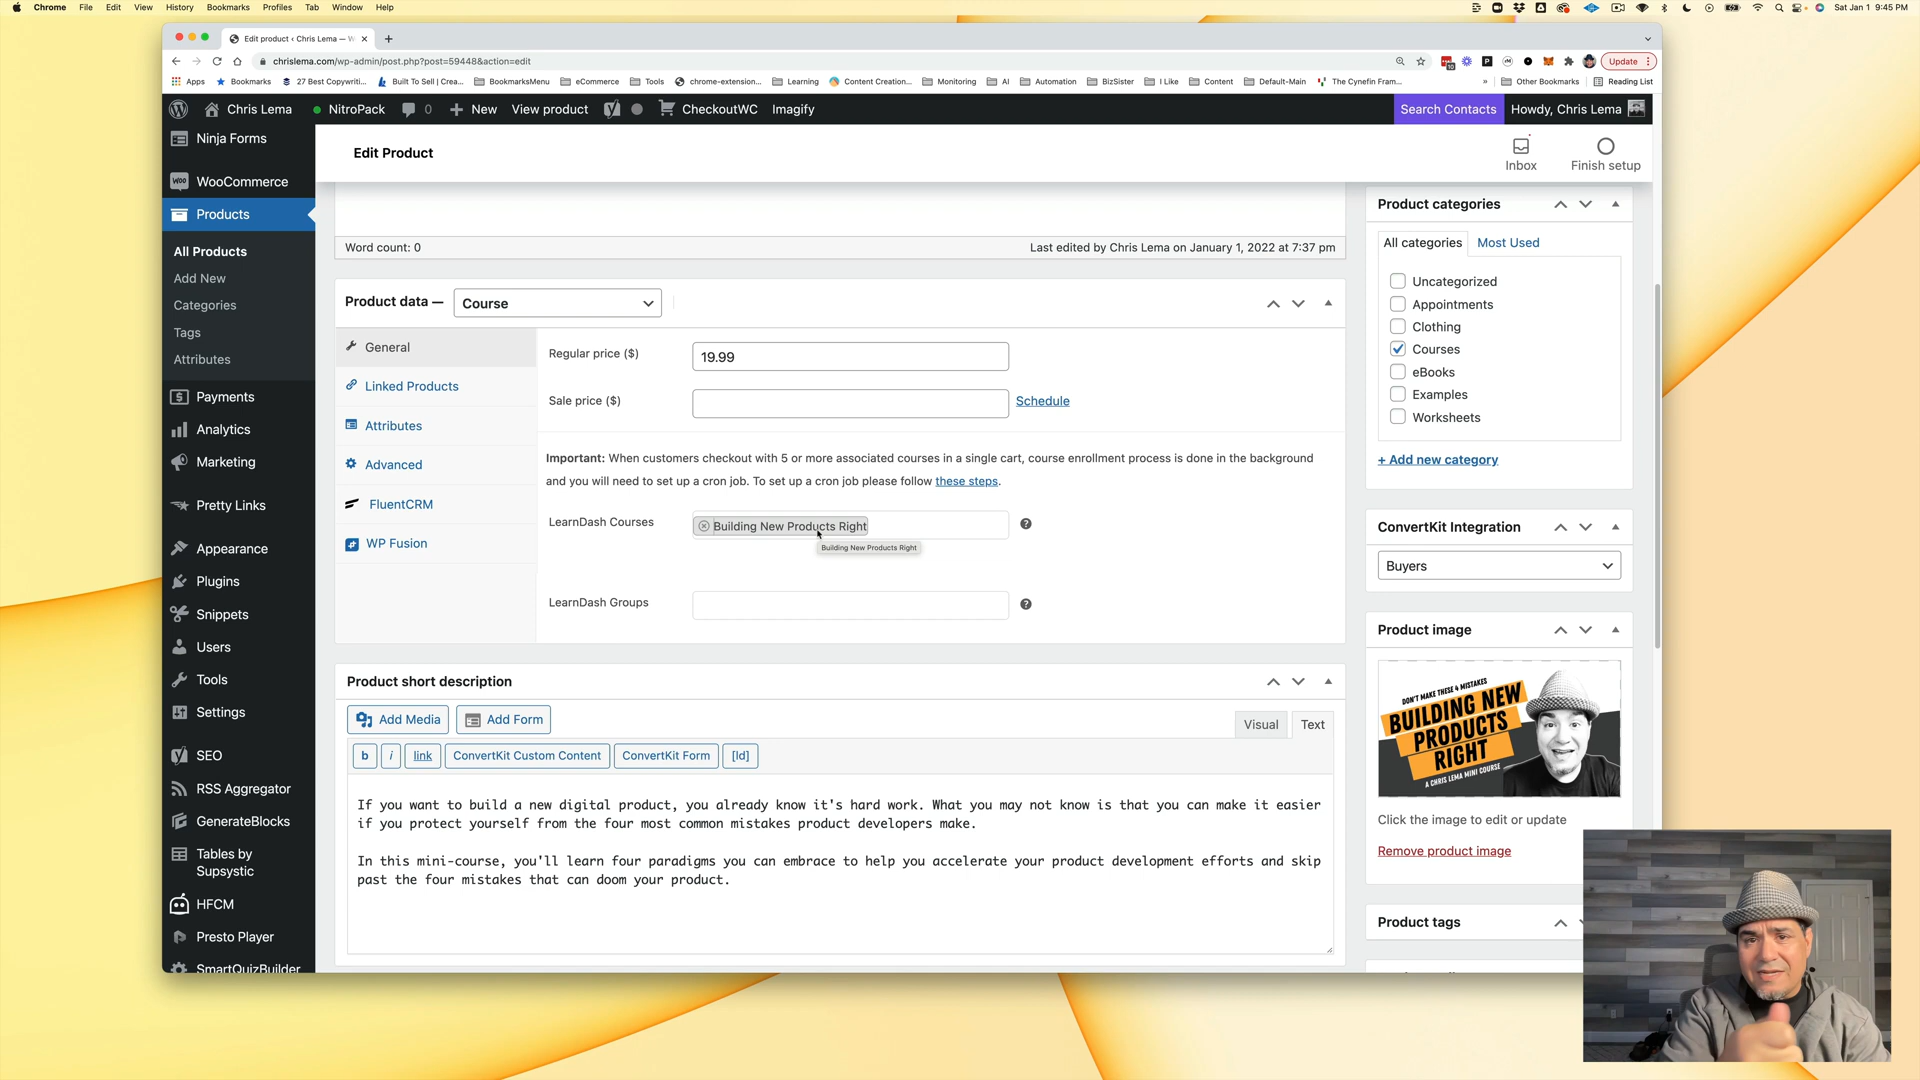 Chrome File Edit View History Bookmarks Profiles Tab Window Help
Sat Jan 1 9:45 PM
Edit product ‹ Chris Lema — W
chrislema.com/wp-admin/post.php?post=59448&action=edit
Update
Apps Bookmarks 27 Best Copywriti... Built To Sell | Crea... BookmarksMenu eCommerce Tools chrome-extension... Learning Content Creation... Monitoring AI Automation BizSister I Like Content Default-Main The Cynefin Fram... » Other Bookmarks Reading List
Chris Lema NitroPack 0 New View product CheckoutWC Imagify Search Contacts Howdy, Chris Lema
Ninja Forms
WooCommerce
Products
All Products
Add New
Categories
Tags
Attributes
Payments
Analytics
Marketing
Pretty Links
Appearance
Plugins
Snippets
Users
Tools
Settings
SEO
RSS Aggregator
GenerateBlocks
Tables by
Supsystic
HFCM
Presto Player
SmartQuizBuilder
Edit Product
Inbox
Finish setup
Word count: 0
Last edited by Chris Lema on January 1, 2022 at 7:37 pm
Product data — Course
General
Linked Products
Attributes
Advanced
FluentCRM
WP Fusion
Regular price ($) 19.99
Sale price ($) Schedule
Important: When customers checkout with 5 or more associated courses in a single cart, course enrollment process is done in the background
and you will need to set up a cron job. To set up a cron job please follow these steps.
LearnDash Courses Building New Products Right
Building New Products Right
LearnDash Groups
Product short description
Add Media Add Form
Visual Text
b i link ConvertKit Custom Content ConvertKit Form [ld]
If you want to build a new digital product, you already know it's hard work. What you may not know is that you can make it easier
if you protect yourself from the four most common mistakes product developers make.
In this mini-course, you'll learn four paradigms you can embrace to help you accelerate your product development efforts and skip
past the four mistakes that can doom your product.
Product categories
All categories Most Used
Uncategorized
Appointments
Clothing
Courses
eBooks
Examples
Worksheets
+ Add new category
ConvertKit Integration
Buyers
Product image
DON'T MAKE THESE 4 MISTAKES
BUILDING NEW
PRODUCTS
RIGHT
A CHRIS LEMA MINI COURSE
Click the image to edit or update
Remove product image
Product tags